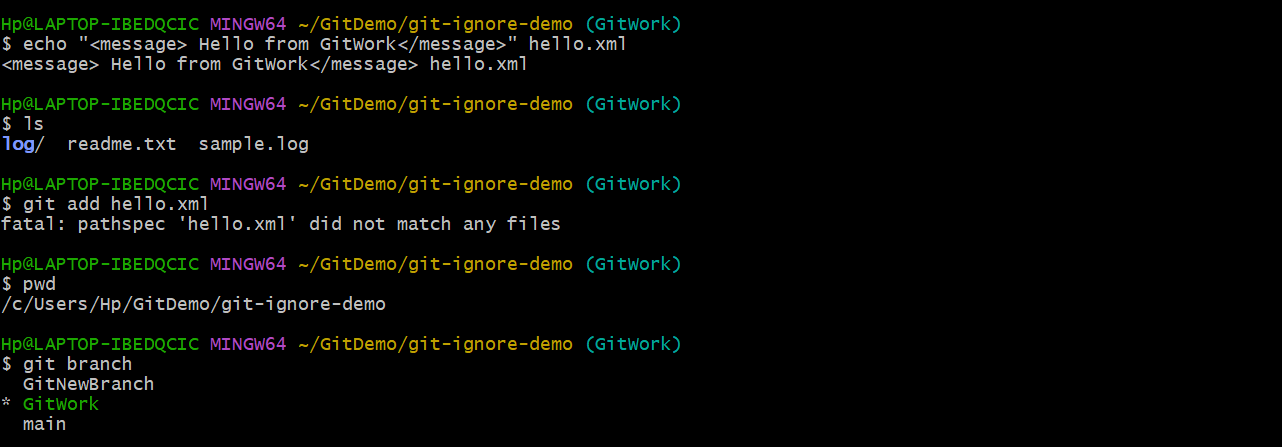 Hp@LAPTOP-IBEDQCIC MINGW64 ~/GitDemo/git-ignore-demo (GitWork)
$ echo "<message> Hello from GitWork</message>" hello.xml
<message> Hello from GitWork</message> hello.xml
Hp@LAPTOP-IBEDQCIC MINGW64 ~/GitDemo/git-ignore-demo (GitWork)
$ ls
log/  readme.txt  sample.log
Hp@LAPTOP-IBEDQCIC MINGW64 ~/GitDemo/git-ignore-demo (GitWork)
$ git add hello.xml
fatal: pathspec 'hello.xml' did not match any files
Hp@LAPTOP-IBEDQCIC MINGW64 ~/GitDemo/git-ignore-demo (GitWork)
$ pwd
/c/Users/Hp/GitDemo/git-ignore-demo
Hp@LAPTOP-IBEDQCIC MINGW64 ~/GitDemo/git-ignore-demo (GitWork)
$ git branch
  GitNewBranch
* GitWork
  main